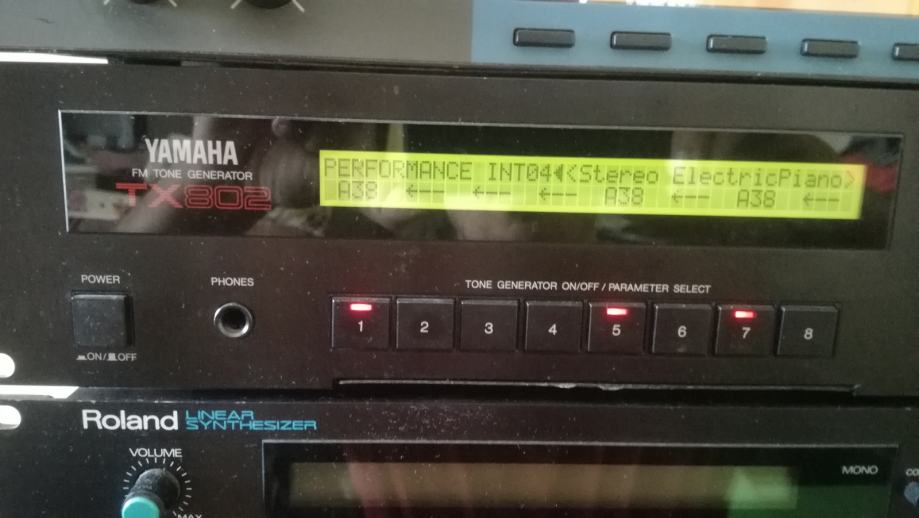 YAMAHA
FM TONE GENERATOR
TX802
PERFORMANCE INT04<Stereo ElectricPiano>
A38 ←-- ←-- ←-- A38 ←-- A38 ←--
POWER
PHONES
TONE GENERATOR ON/OFF / PARAMETER SELECT
1 2 3 4 5 6 7 8
ON/ OFF
Roland LINEAR SYNTHESIZER
VOLUME
MAX
MONO